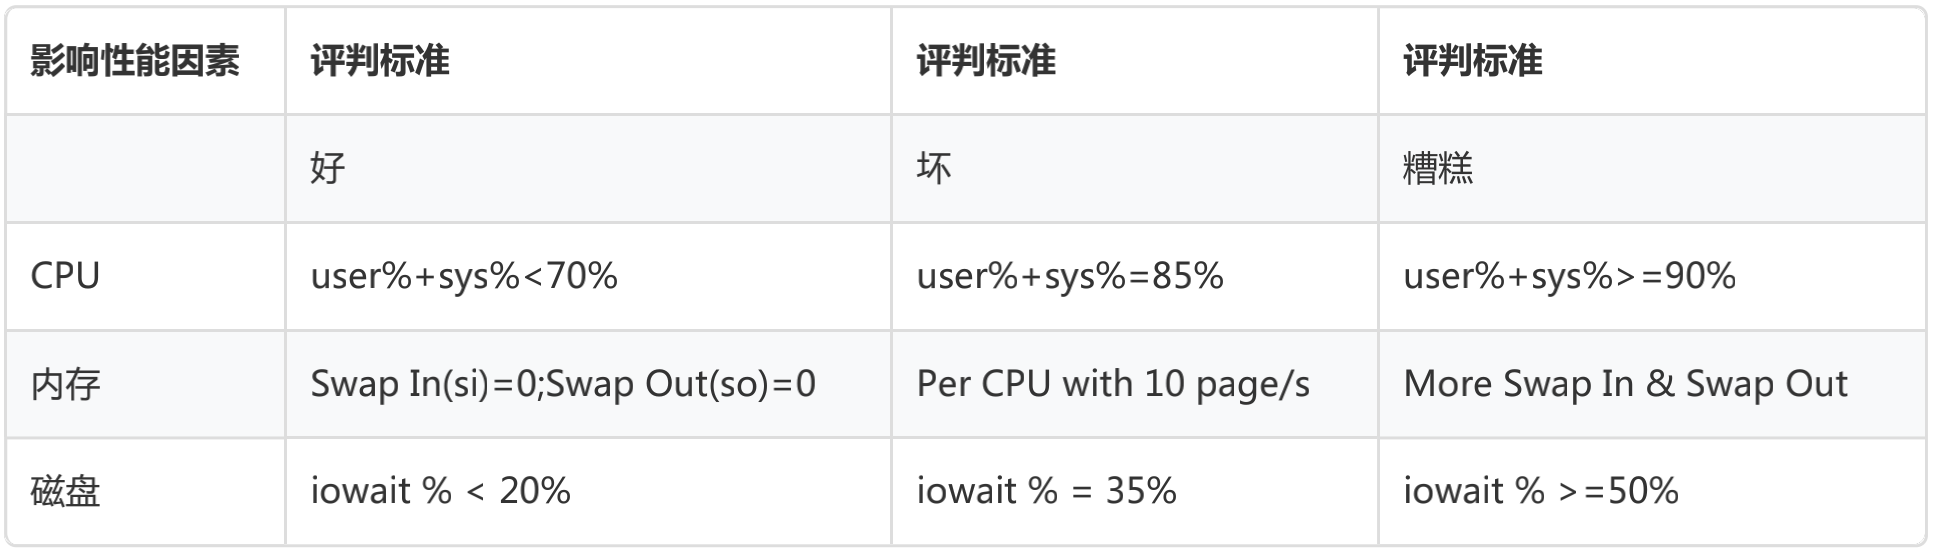 影响性能因素 评判标准 评判标准 评判标准
好 坏 糟糕
CPU user%+sys%<70% user%+sys%=85% user%+sys%>=90%
内存 Swap In(si)=0;Swap Out(so)=0 Per CPU with 10 page/s More Swap In & Swap Out
磁盘 iowait % < 20% iowait % = 35% iowait % >=50%